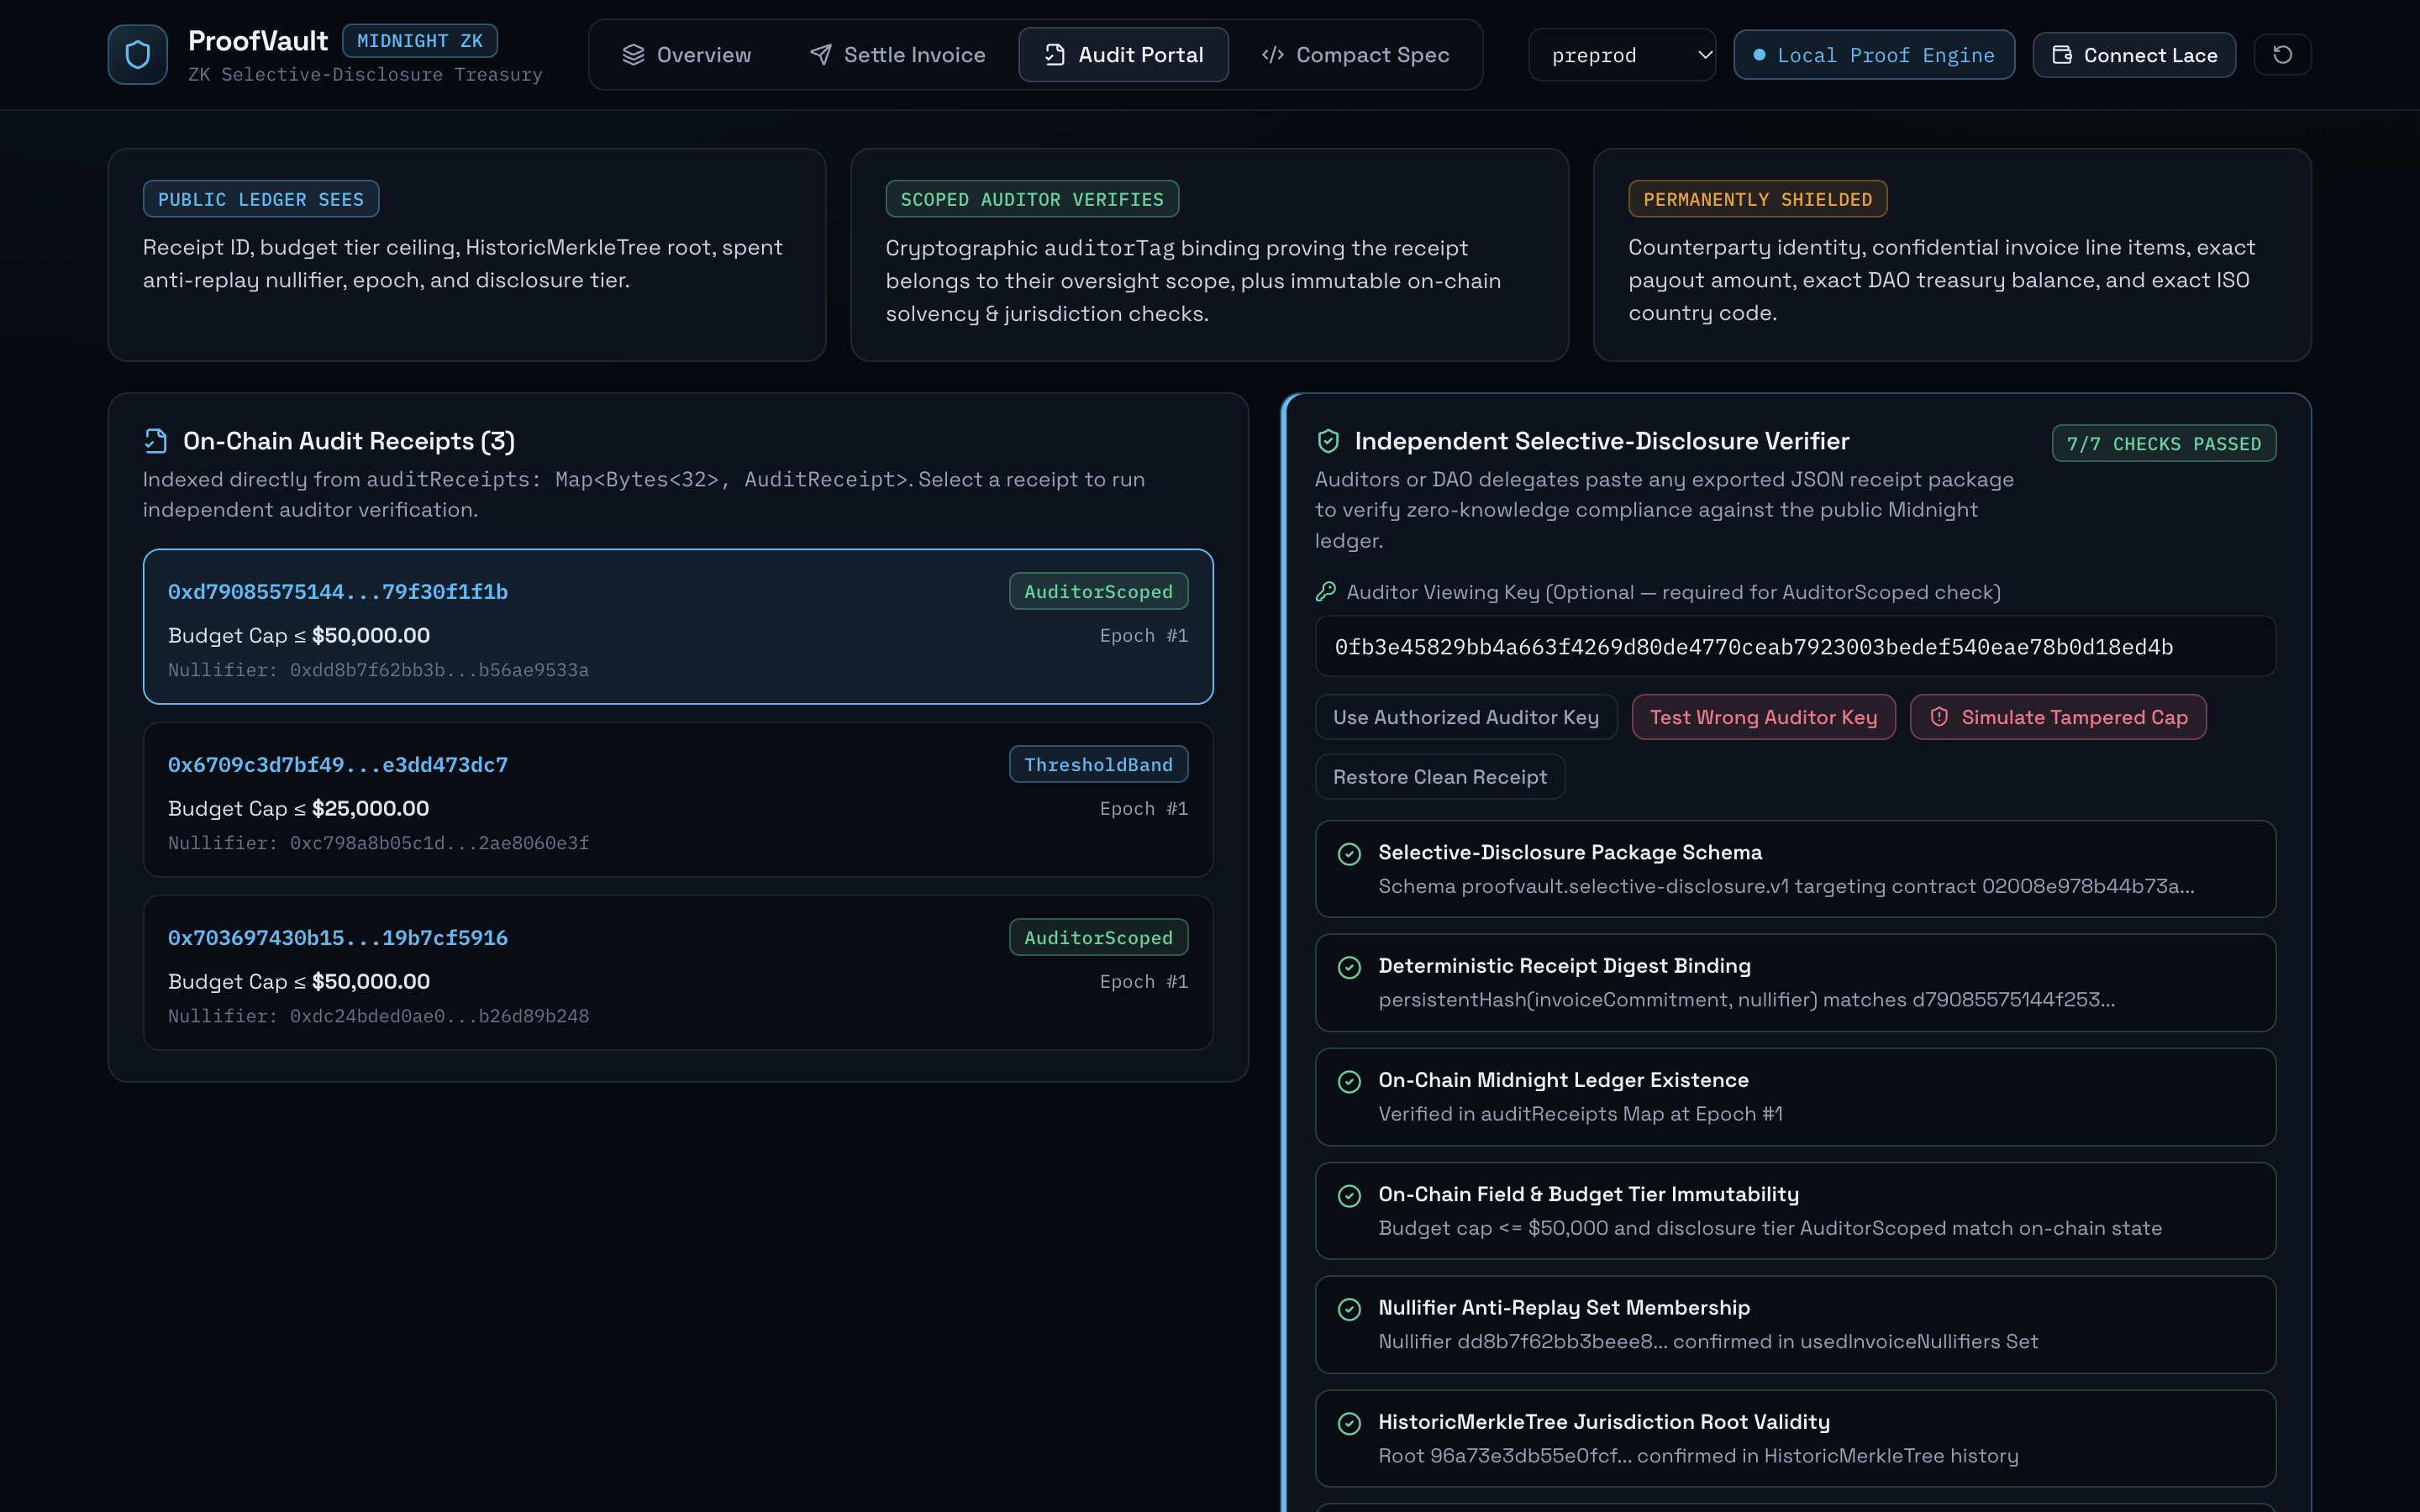 ProofVault
MIDNIGHT ZK
ZK Selective-Disclosure Treasury
Overview
Settle Invoice
Audit Portal
Compact Spec
preprod
Local Proof Engine
Connect Lace
PUBLIC LEDGER SEES
Receipt ID, budget tier ceiling, HistoricMerkleTree root, spent
anti-replay nullifier, epoch, and disclosure tier.
SCOPED AUDITOR VERIFIES
Cryptographic auditorTag binding proving the receipt
belongs to their oversight scope, plus immutable on-chain
solvency & jurisdiction checks.
PERMANENTLY SHIELDED
Counterparty identity, confidential invoice line items, exact
payout amount, exact DAO treasury balance, and exact ISO
country code.
On-Chain Audit Receipts (3)
Indexed directly from auditReceipts: Map<Bytes<32>, AuditReceipt>. Select a receipt to run
independent auditor verification.
0xd79085575144...79f30f1f1b
AuditorScoped
Budget Cap ≤ $50,000.00
Epoch #1
Nullifier: 0xdd8b7f62bb3b...b56ae9533a
0x6709c3d7bf49...e3dd473dc7
ThresholdBand
Budget Cap ≤ $25,000.00
Epoch #1
Nullifier: 0xc798a8b05c1d...2ae8060e3f
0x703697430b15...19b7cf5916
AuditorScoped
Budget Cap ≤ $50,000.00
Epoch #1
Nullifier: 0xdc24bded0ae0...b26d89b248
Independent Selective-Disclosure Verifier
7/7 CHECKS PASSED
Auditors or DAO delegates paste any exported JSON receipt package
to verify zero-knowledge compliance against the public Midnight
ledger.
Auditor Viewing Key (Optional — required for AuditorScoped check)
0fb3e45829bb4a663f4269d80de4770ceab7923003bedef540eae78b0d18ed4b
Use Authorized Auditor Key
Test Wrong Auditor Key
Simulate Tampered Cap
Restore Clean Receipt
Selective-Disclosure Package Schema
Schema proofvault.selective-disclosure.v1 targeting contract 02008e978b44b73a...
Deterministic Receipt Digest Binding
persistentHash(invoiceCommitment, nullifier) matches d79085575144f253...
On-Chain Midnight Ledger Existence
Verified in auditReceipts Map at Epoch #1
On-Chain Field & Budget Tier Immutability
Budget cap <= $50,000 and disclosure tier AuditorScoped match on-chain state
Nullifier Anti-Replay Set Membership
Nullifier dd8b7f62bb3beee8... confirmed in usedInvoiceNullifiers Set
HistoricMerkleTree Jurisdiction Root Validity
Root 96a73e3db55e0fcf... confirmed in HistoricMerkleTree history